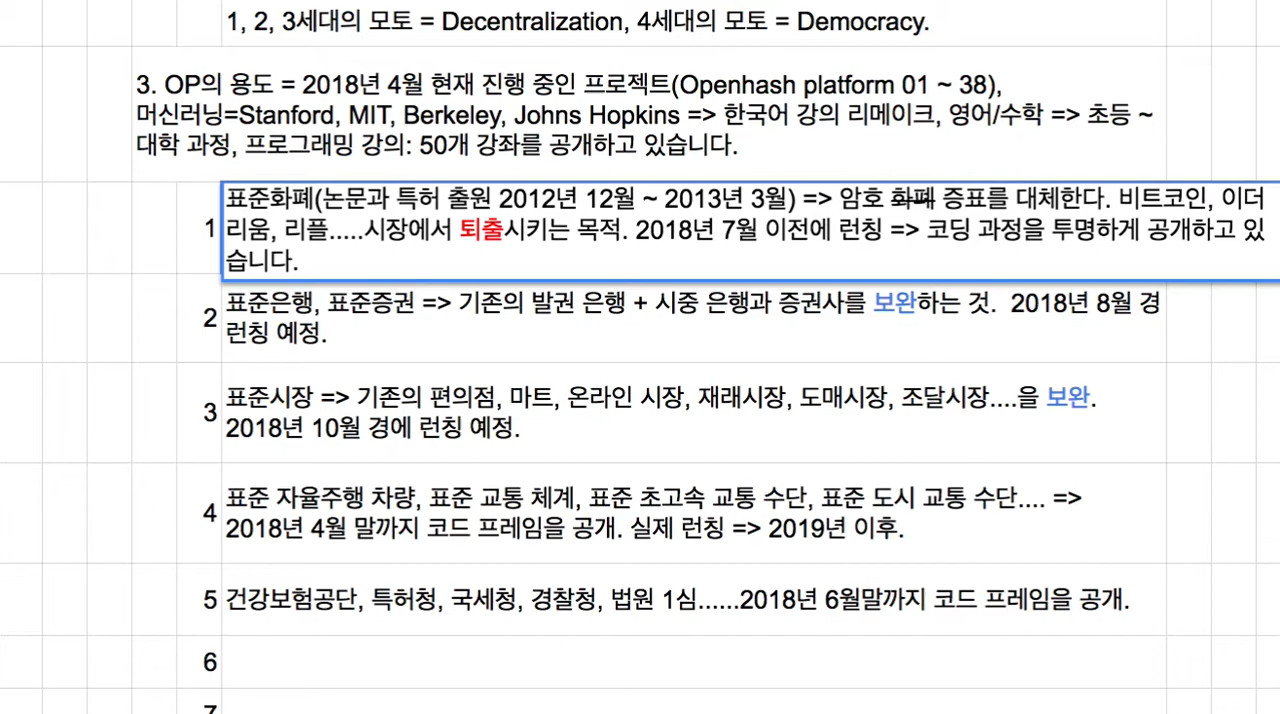 1, 2, 3세대의 모토 = Decentralization, 4세대의 모토 = Democracy.
3. OP의 용도 = 2018년 4월 현재 진행 중인 프로젝트(Openhash platform 01 ~ 38),
머신러닝=Stanford, MIT, Berkeley, Johns Hopkins => 한국어 강의 리메이크, 영어/수학 => 초등 ~
대학 과정, 프로그래밍 강의: 50개 강좌를 공개하고 있습니다.
1 표준화폐(논문과 특허 출원 2012년 12월 ~ 2013년 3월) => 암호 화폐 증표를 대체한다. 비트코인, 이더
리움, 리플.....시장에서 퇴출시키는 목적. 2018년 7월 이전에 런칭 => 코딩 과정을 투명하게 공개하고 있
습니다.
2 표준은행, 표준증권 => 기존의 발권 은행 + 시중 은행과 증권사를 보완하는 것. 2018년 8월 경
런칭 예정.
3 표준시장 => 기존의 편의점, 마트, 온라인 시장, 재래시장, 도매시장, 조달시장....을 보완.
2018년 10월 경에 런칭 예정.
4 표준 자율주행 차량, 표준 교통 체계, 표준 초고속 교통 수단, 표준 도시 교통 수단.... =>
2018년 4월 말까지 코드 프레임을 공개. 실제 런칭 => 2019년 이후.
5 건강보험공단, 특허청, 국세청, 경찰청, 법원 1심......2018년 6월말까지 코드 프레임을 공개.
6
7